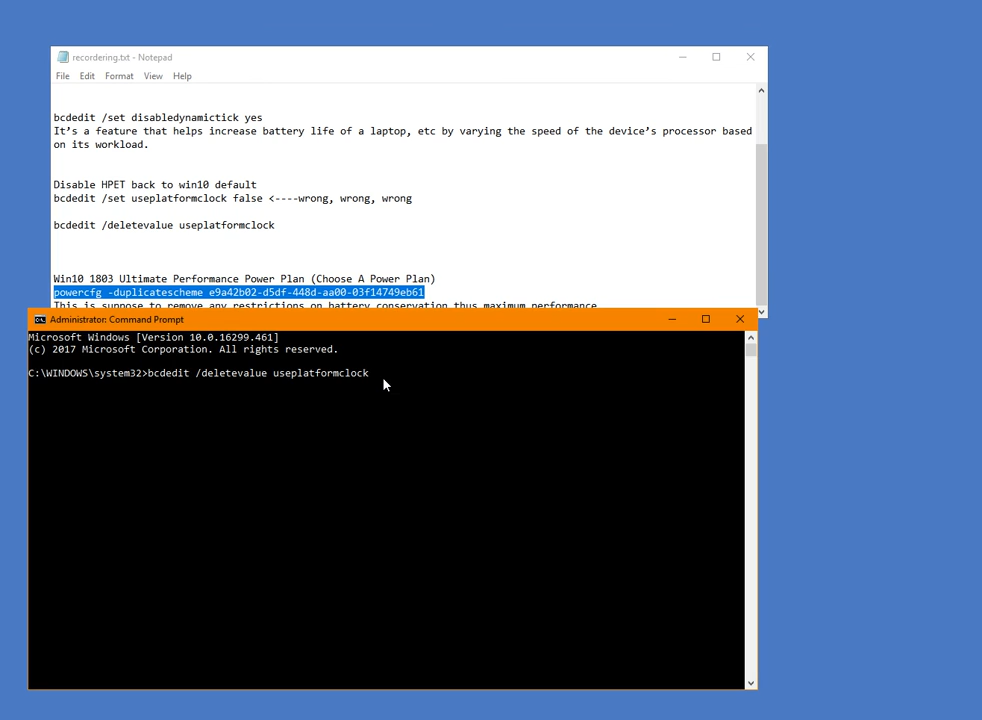 recordering.txt - Notepad
File Edit Format View Help
bcdedit /set disabledynamictick yes
It’s a feature that helps increase battery life of a laptop, etc by varying the speed of the device’s processor based
on its workload.
Disable HPET back to win10 default
bcdedit /set useplatformclock false <----wrong, wrong, wrong
bcdedit /deletevalue useplatformclock
Win10 1803 Ultimate Performance Power Plan (Choose A Power Plan)
powercfg -duplicatescheme e9a42b02-d5df-448d-aa00-03f14749eb61
This is suppose to remove any restrictions on battery conservation thus maximum performance
Administrator: Command Prompt
Microsoft Windows [Version 10.0.16299.461]
(c) 2017 Microsoft Corporation. All rights reserved.
C:\WINDOWS\system32>bcdedit /deletevalue useplatformclock